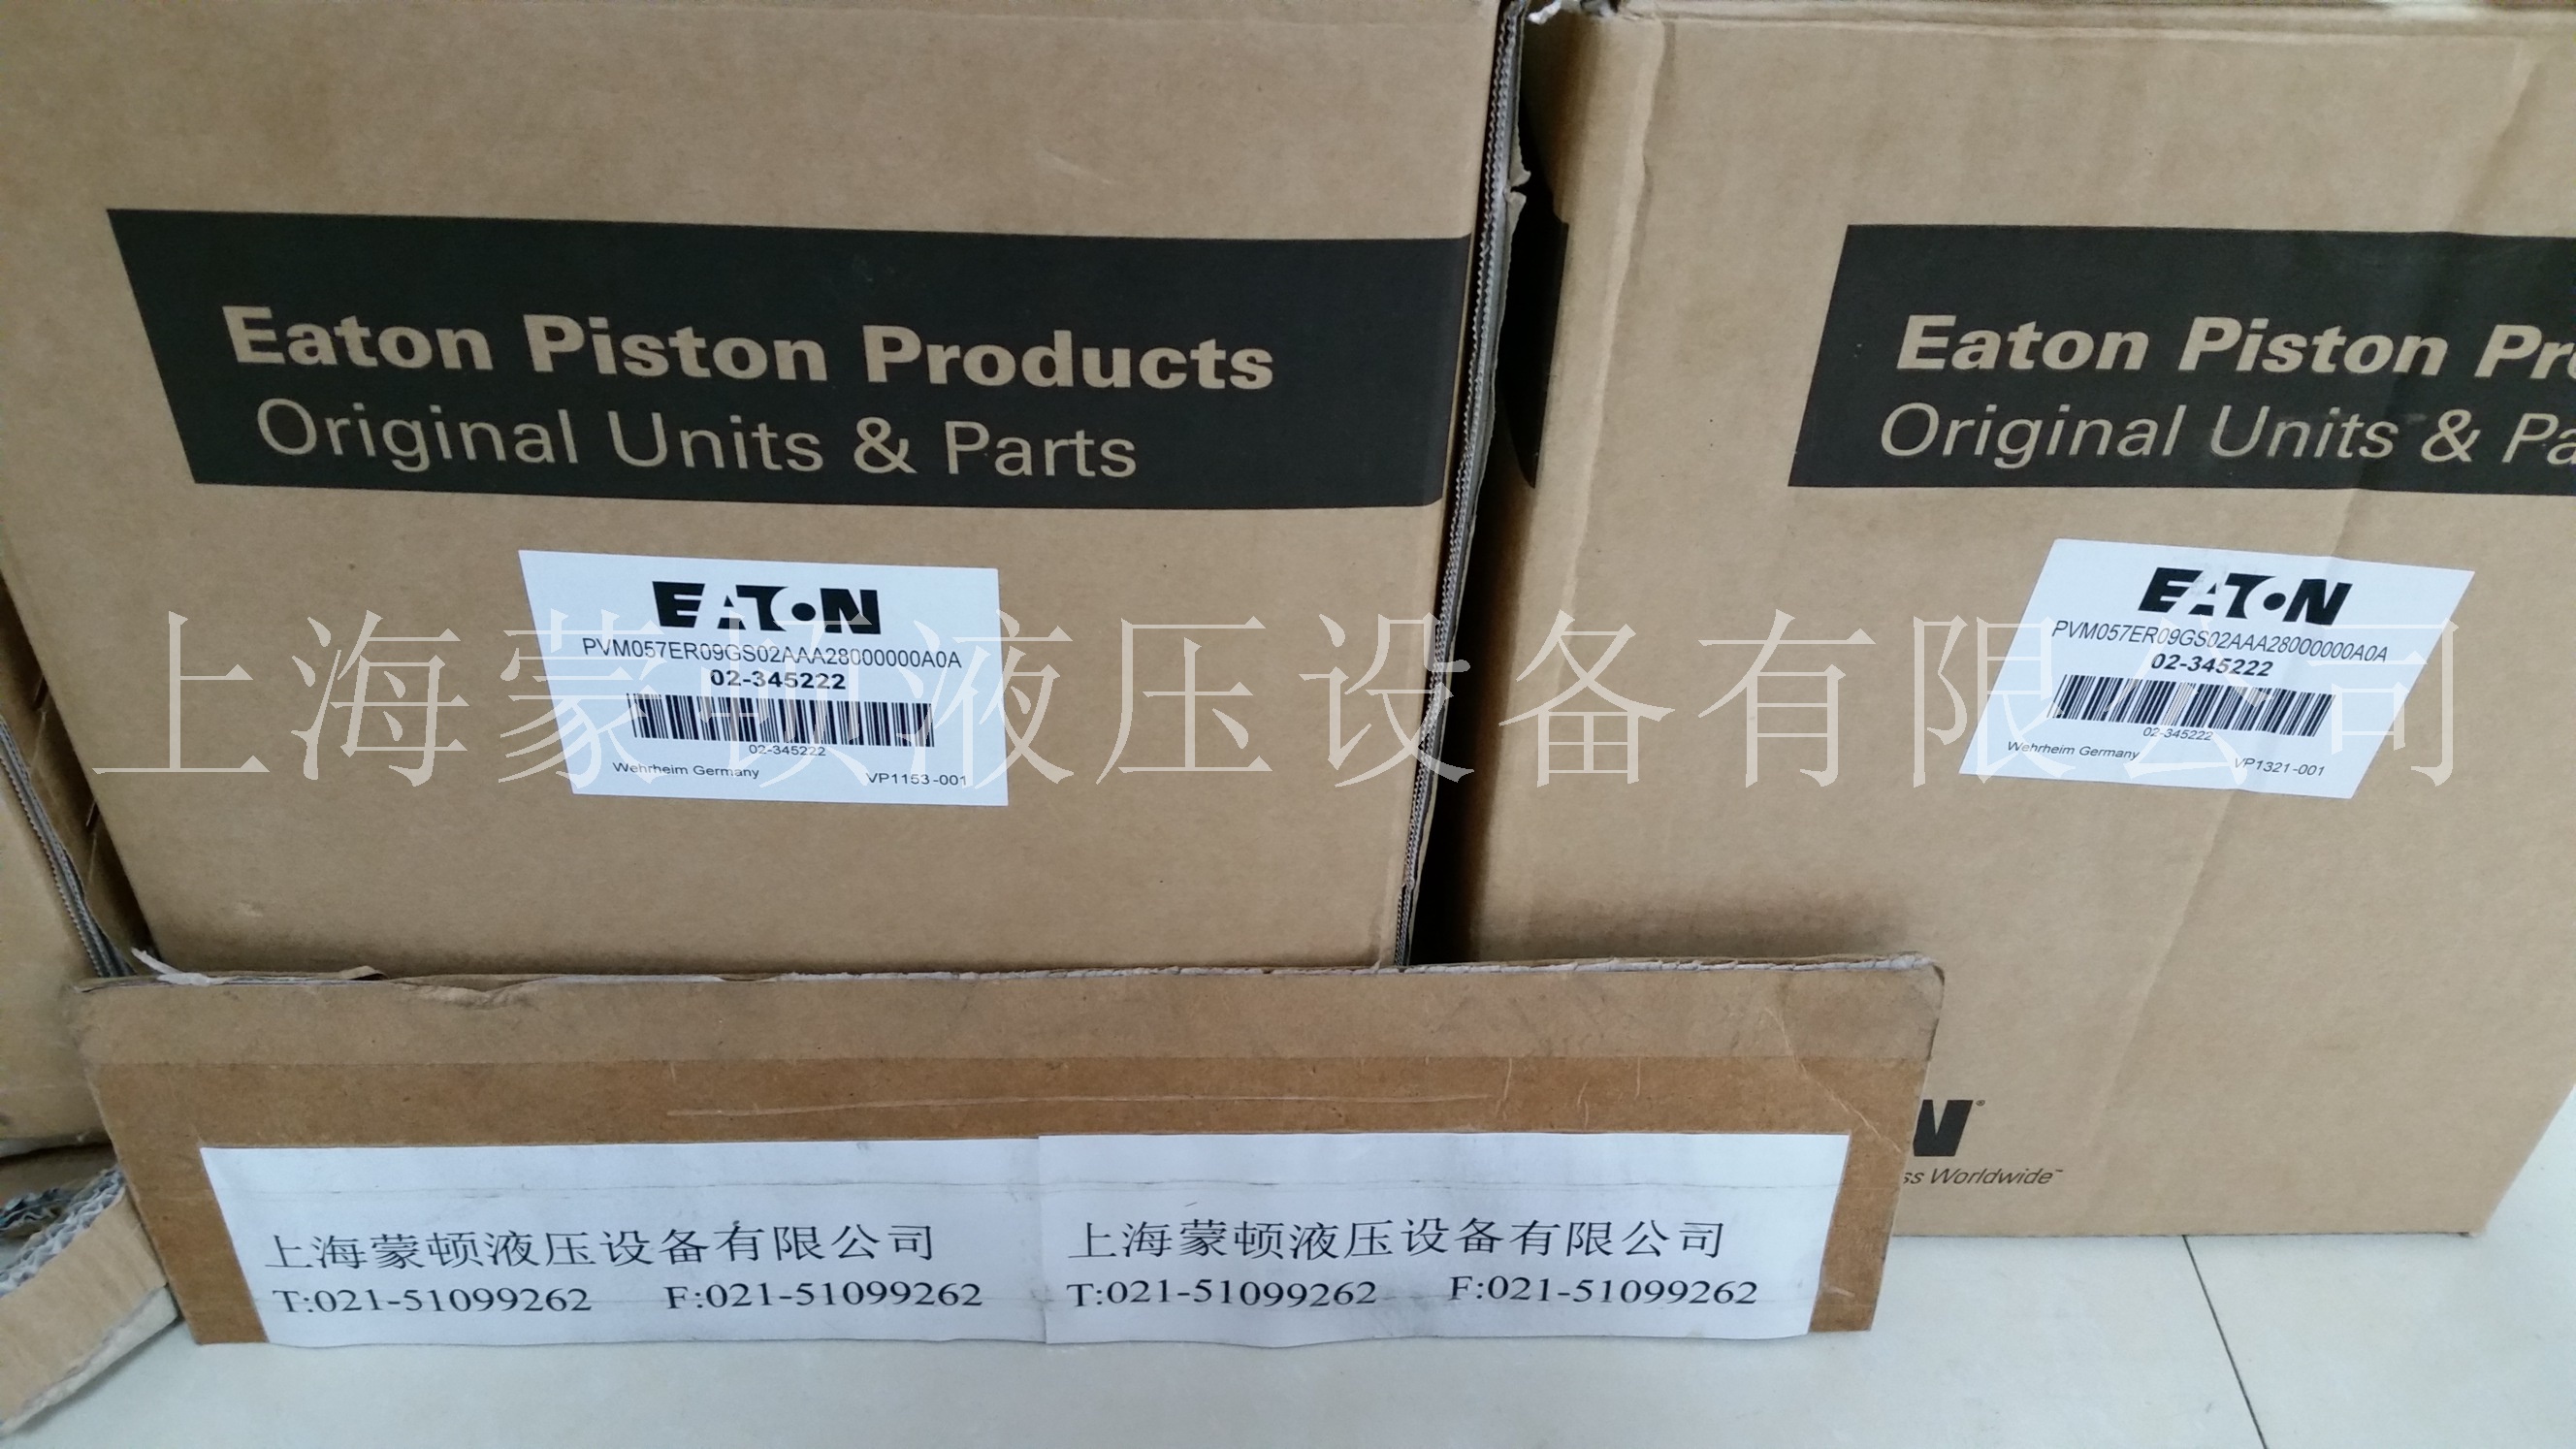 Eaton Piston Products
Original Units & Parts
EATON
PVM057ER09GS02AAA28000000A0A
02-345222
02-345222
Wehrheim Germany VP1153-001
Eaton Piston Pr
Original Units & Pa
EATON
PVM057ER09GS02AAA28000000A0A
02-345222
02-345222
Wehrheim Germany VP1321-001
上海蒙顿液压设备有限公司
N®
ss Worldwide™
上海蒙顿液压设备有限公司
T:021-51099262 F:021-51099262
上海蒙顿液压设备有限公司
T:021-51099262 F:021-51099262